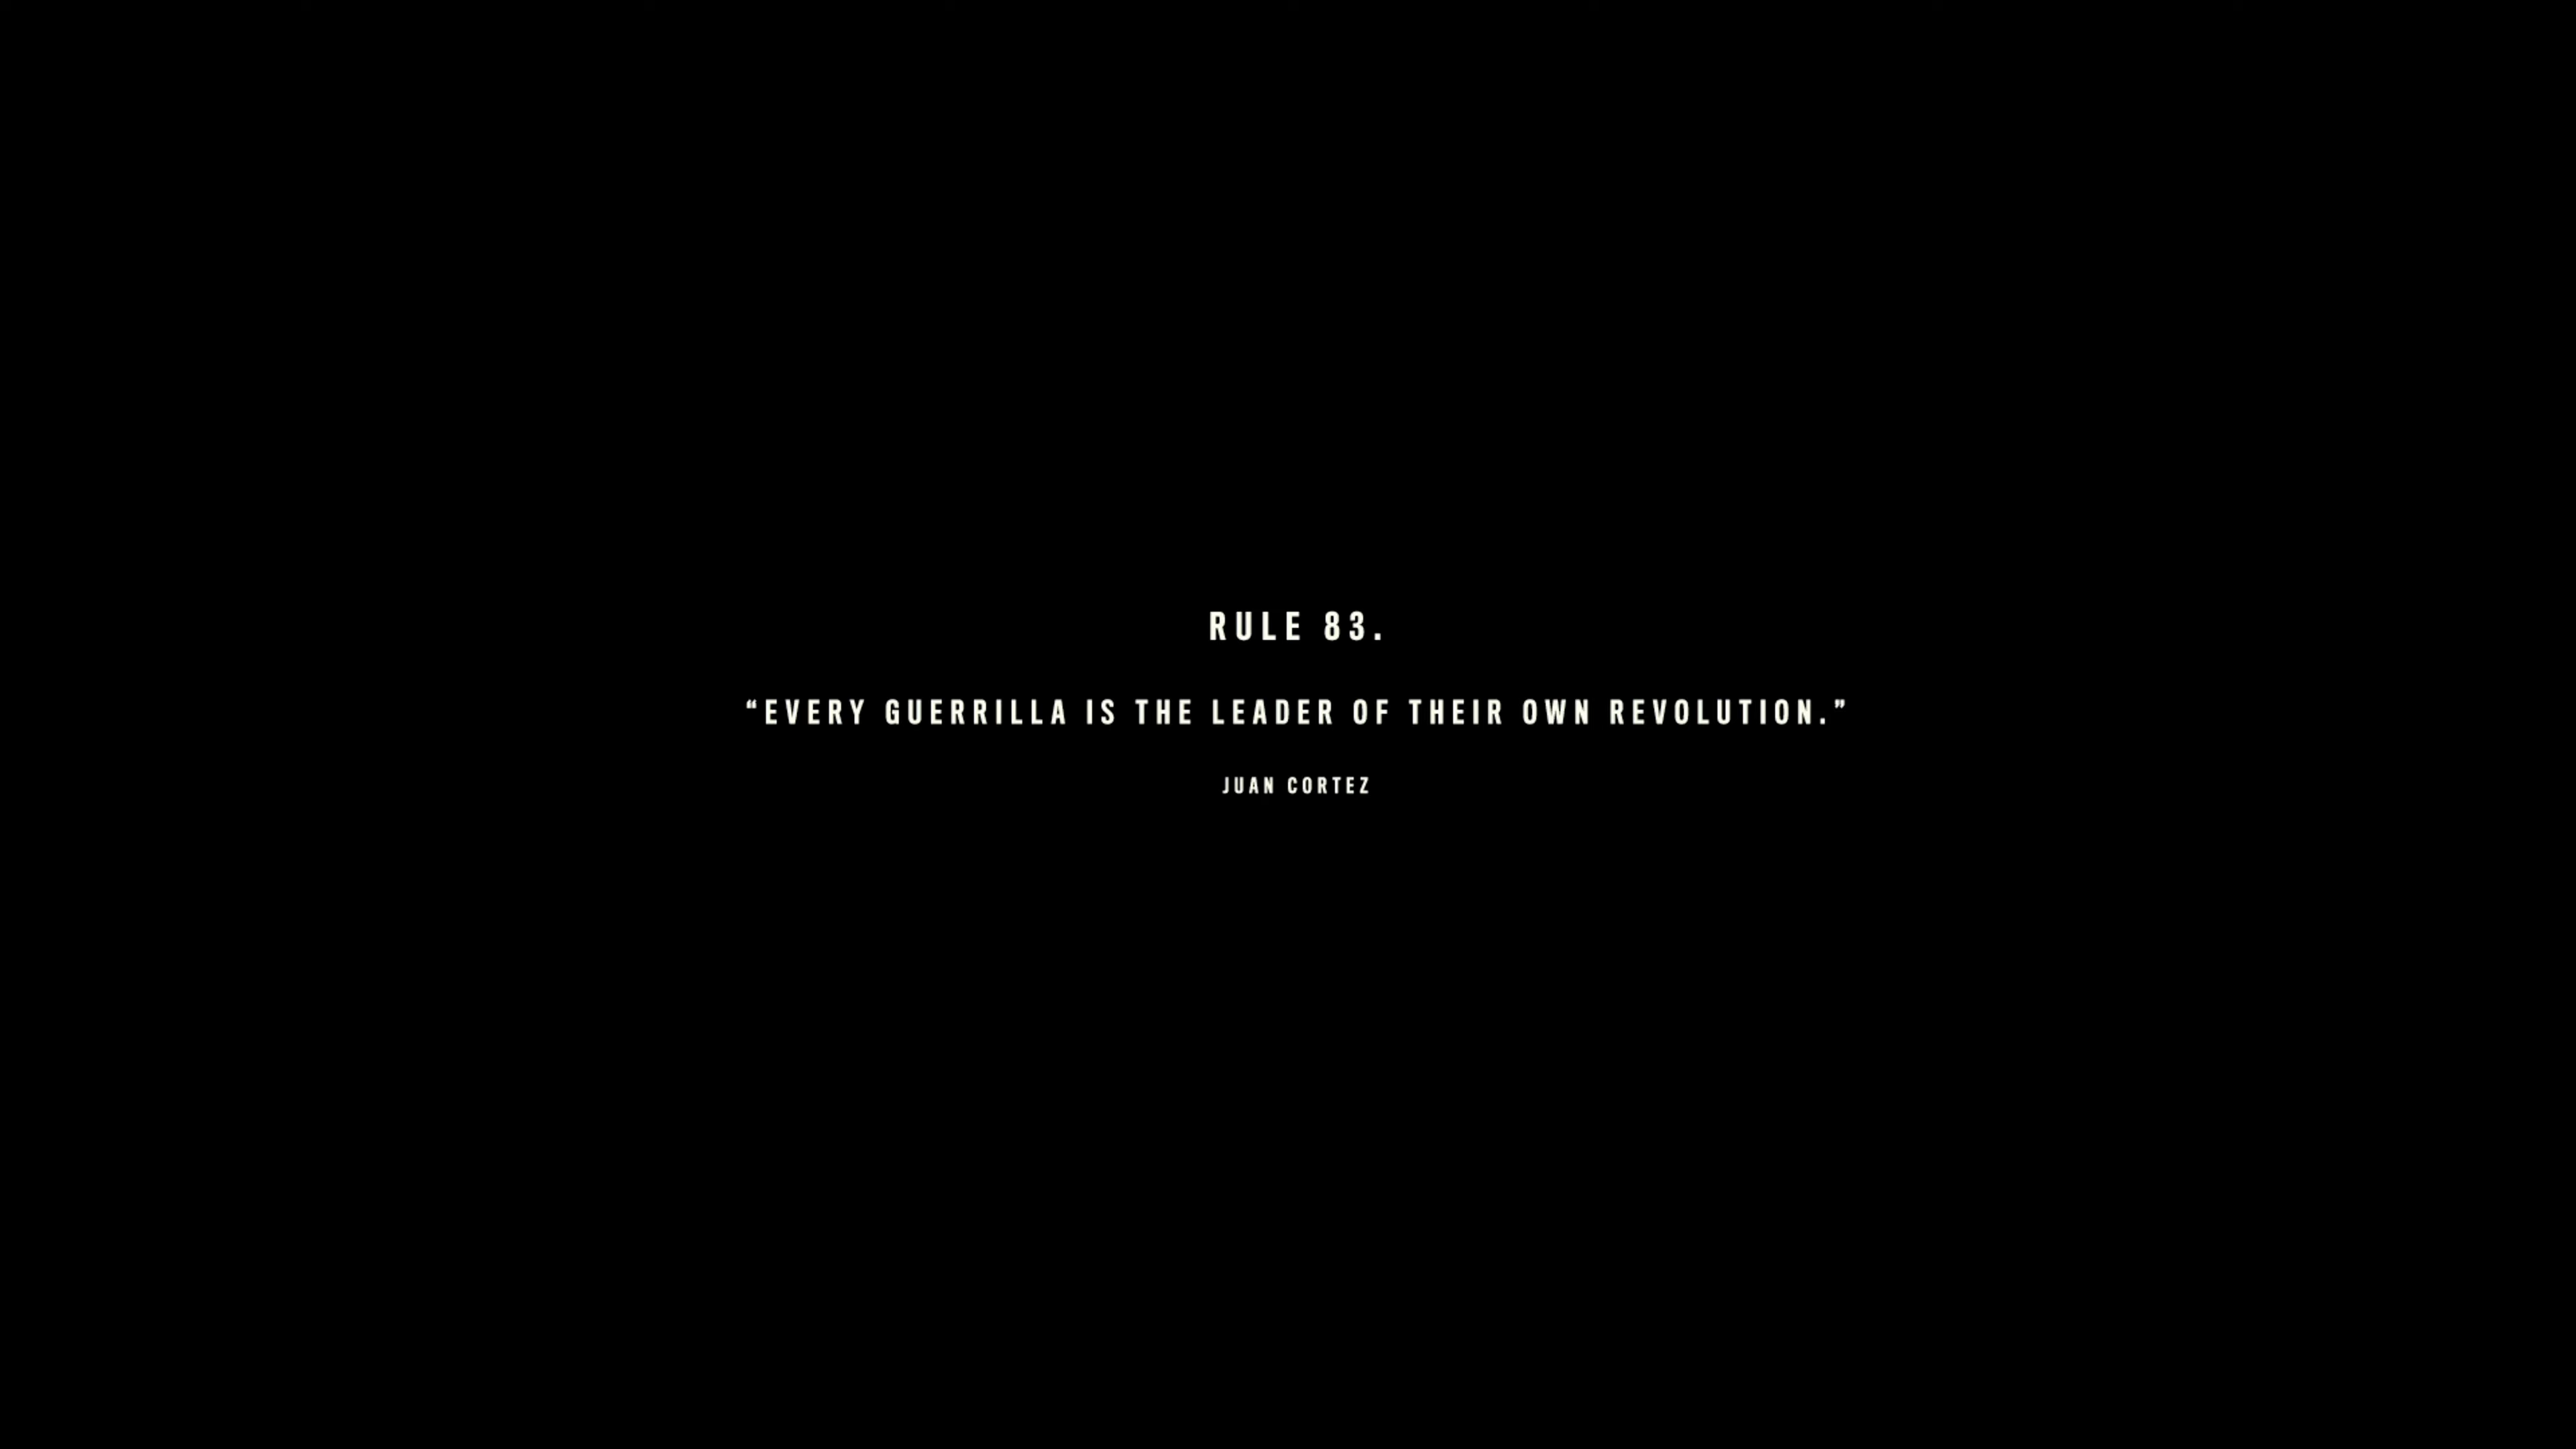 RULE 83.
“EVERY GUERRILLA IS THE LEADER OF THEIR OWN REVOLUTION.”
JUAN CORTEZ